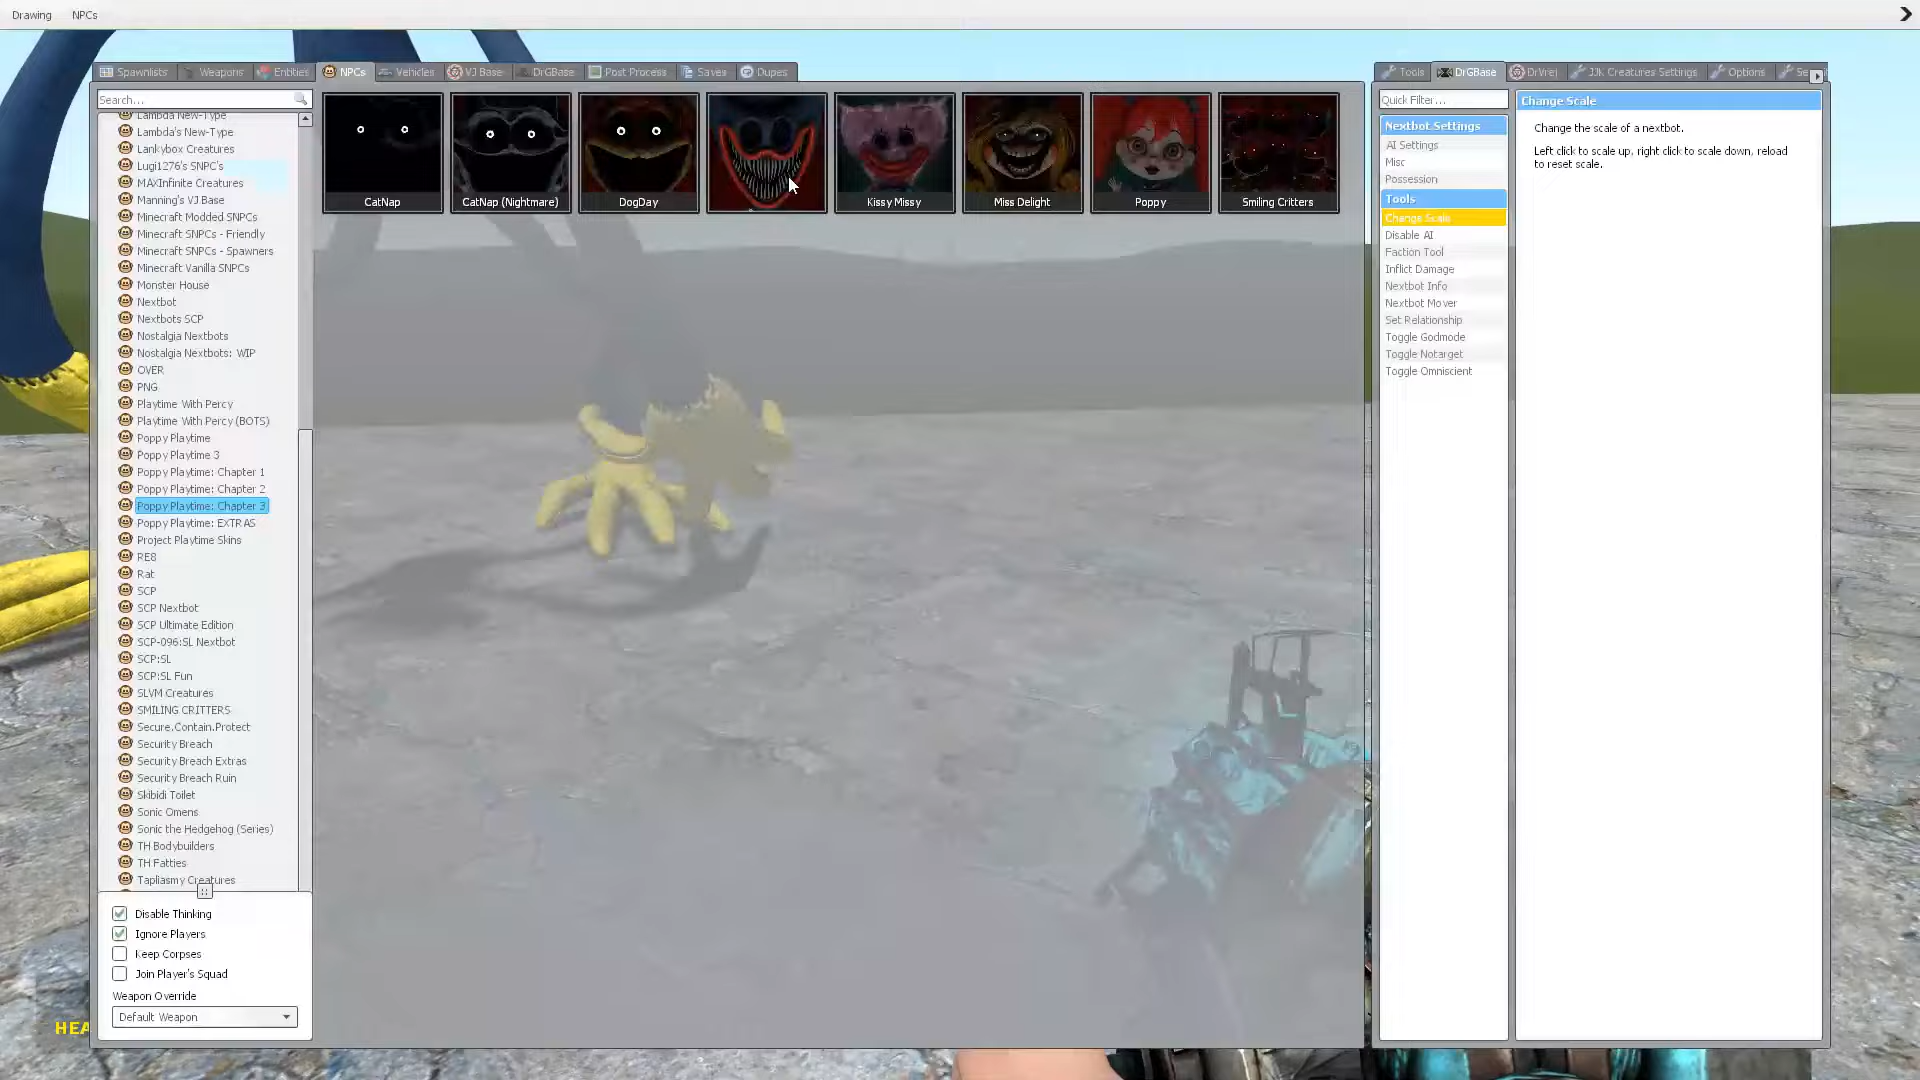 Drawing NPCs
Spawnlists Weapons Entities NPCs Vehicles VJ Base DrGBase Post Process Saves Dupes
Search...
Lambda New-Type
Lambda's New-Type
Lankybox Creatures
Lugi1276's SNPC's
MAXInfinite Creatures
Manning's VJ Base
Minecraft Modded SNPCs
Minecraft SNPCs - Friendly
Minecraft SNPCs - Spawners
Minecraft Vanilla SNPCs
Monster House
Nextbot
Nextbots SCP
Nostalgia Nextbots
Nostalgia Nextbots: WIP
OVER
PNG
Playtime With Percy
Playtime With Percy (BOTS)
Poppy Playtime
Poppy Playtime 3
Poppy Playtime: Chapter 1
Poppy Playtime: Chapter 2
Poppy Playtime: Chapter 3
Poppy Playtime: EXTRAS
Project Playtime Skins
RE8
Rat
SCP
SCP Nextbot
SCP Ultimate Edition
SCP-096:SL Nextbot
SCP:SL
SCP:SL Fun
SLVM Creatures
SMILING CRITTERS
Secure.Contain.Protect
Security Breach
Security Breach Extras
Security Breach Ruin
Skibidi Toilet
Sonic Omens
Sonic the Hedgehog (Series)
TH Bodybuilders
TH Fatties
Tapliasmy Creatures
Disable Thinking
Ignore Players
Keep Corpses
Join Player's Squad
Weapon Override
Default Weapon
CatNap CatNap (Nightmare) DogDay Kissy Missy Miss Delight Poppy Smiling Critters
Tools DrGBase DrVrej JJK Creatures Settings Options
Quick Filter...
Nextbot Settings
AI Settings
Misc
Possession
Tools
Change Scale
Disable AI
Faction Tool
Inflict Damage
Nextbot Info
Nextbot Mover
Set Relationship
Toggle Godmode
Toggle Notarget
Toggle Omniscient
Change Scale
Change the scale of a nextbot.
Left click to scale up, right click to scale down, reload
to reset scale.
HEA